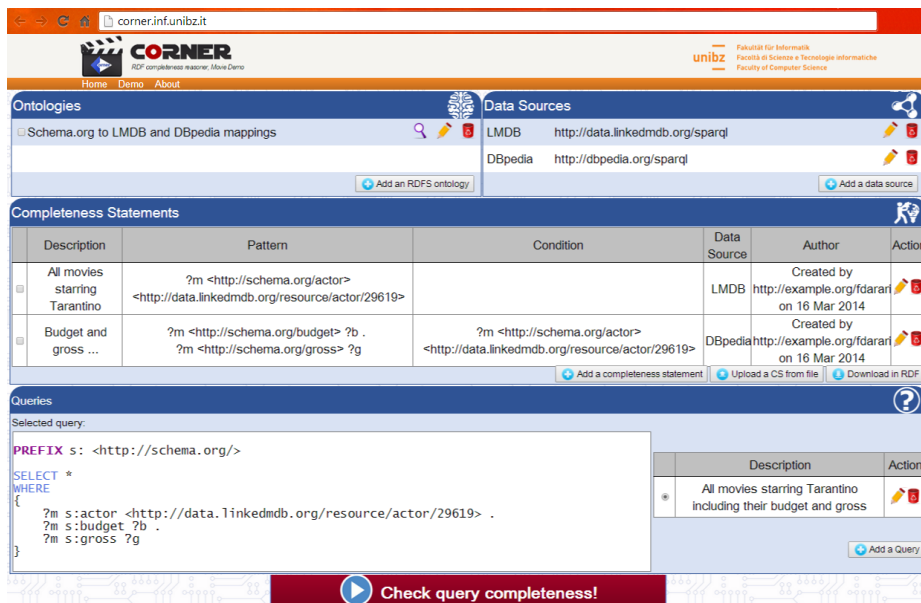 corner.inf.unibz.it
CORNER
RDF completeness reasoner, Movie Demo
unibz
Fakultät für Informatik
Facoltà di Scienze e Tecnologie informatiche
Faculty of Computer Science
Home Demo About
Ontologies
Schema.org to LMDB and DBpedia mappings
Add an RDFS ontology
Data Sources
LMDB http://data.linkedmdb.org/sparql
DBpedia http://dbpedia.org/sparql
Add a data source
Completeness Statements
Description Pattern Condition Data Source Author Action
All movies
starring
Tarantino
?m <http://schema.org/actor>
<http://data.linkedmdb.org/resource/actor/29619>
LMDB
Created by
http://example.org/fdarari
on 16 Mar 2014
Budget and
gross ...
?m <http://schema.org/budget> ?b .
?m <http://schema.org/gross> ?g
?m <http://schema.org/actor>
<http://data.linkedmdb.org/resource/actor/29619>
DBpedia
Created by
http://example.org/fdarari
on 16 Mar 2014
Add a completeness statement Upload a CS from file Download in RDF
Queries
?
Selected query:
PREFIX s: <http://schema.org/>
SELECT *
WHERE
{
?m s:actor <http://data.linkedmdb.org/resource/actor/29619> .
?m s:budget ?b .
?m s:gross ?g
}
Description Action
All movies starring Tarantino
including their budget and gross
Add a Query
Check query completeness!